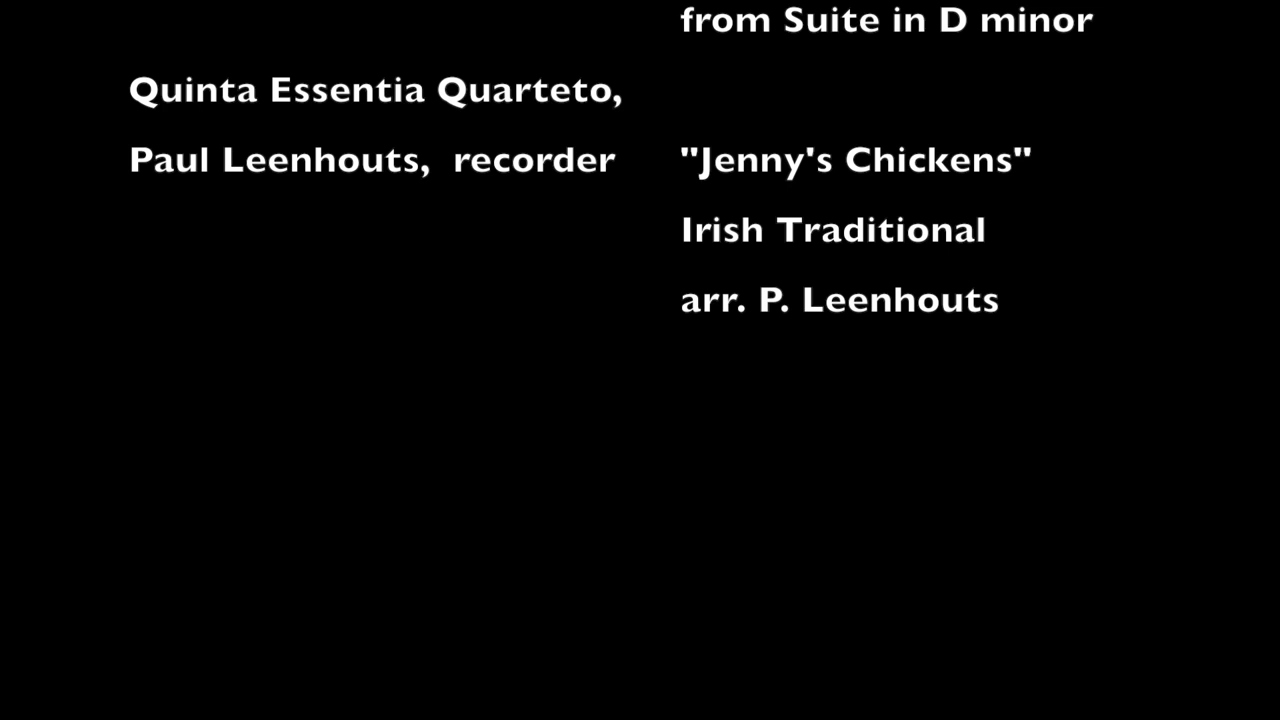 from Suite in D minor
Quinta Essentia Quarteto,
Paul Leenhouts,  recorder
"Jenny's Chickens"
Irish Traditional
arr. P. Leenhouts